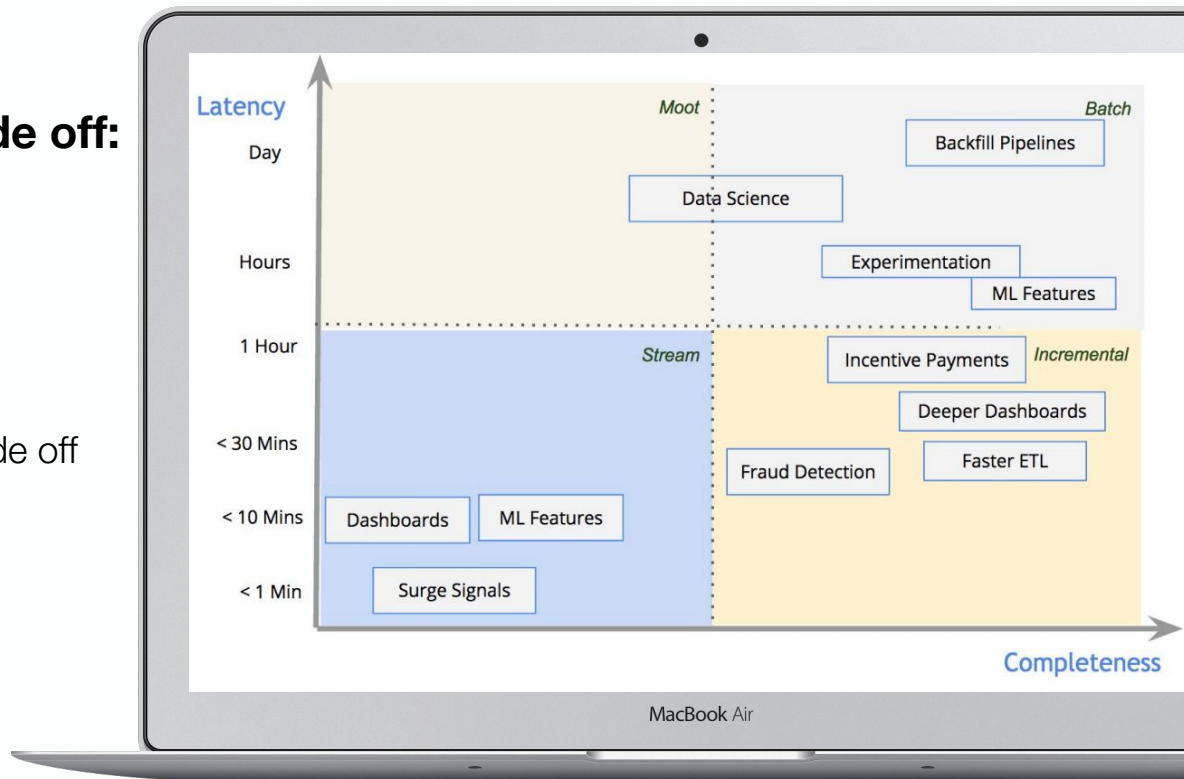 de off:
de off
Latency
Day
Hours
1 Hour
< 30 Mins
< 10 Mins
< 1 Min
Moot
Batch
Backfill Pipelines
Data Science
Experimentation
ML Features
Stream
Incremental
Incentive Payments
Deeper Dashboards
Faster ETL
Fraud Detection
Dashboards
ML Features
Surge Signals
Completeness
MacBook Air